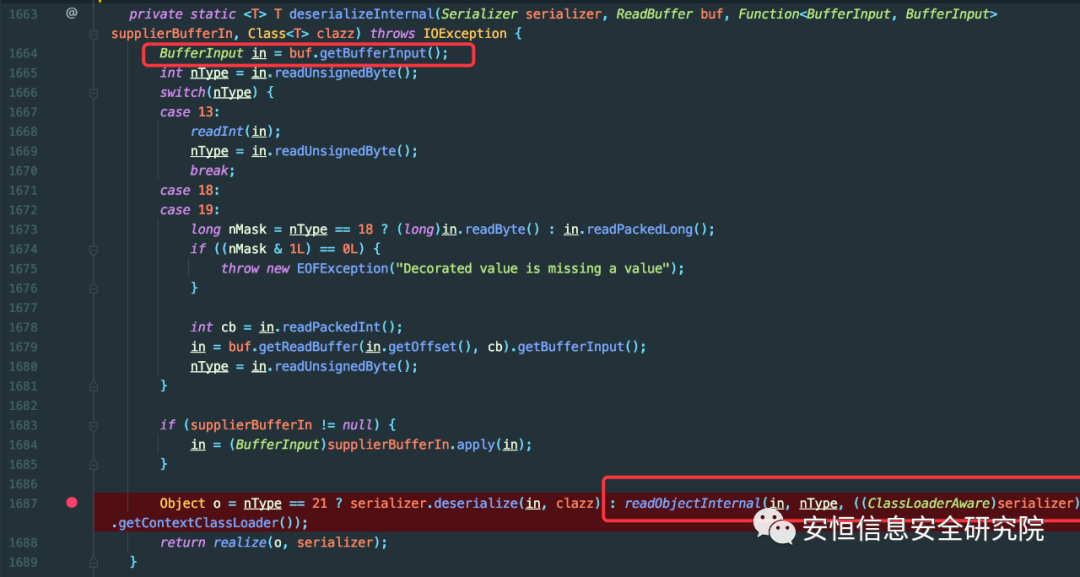 1663 @ private static <T> T deserializeInternal(Serializer serializer, ReadBuffer buf, Function<BufferInput, BufferInput>
supplierBufferIn, Class<T> clazz) throws IOException {
1664 BufferInput in = buf.getBufferInput();
1665 int nType = in.readUnsignedByte();
1666 switch(nType) {
1667 case 13:
1668 readInt(in);
1669 nType = in.readUnsignedByte();
1670 break;
1671 case 18:
1672 case 19:
1673 long nMask = nType == 18 ? (long)in.readByte() : in.readPackedLong();
1674 if ((nMask & 1L) == 0L) {
1675 throw new EOFException("Decorated value is missing a value");
1676 }
1677
1678 int cb = in.readPackedInt();
1679 in = buf.getReadBuffer(in.getOffset(), cb).getBufferInput();
1680 nType = in.readUnsignedByte();
1681 }
1682
1683 if (supplierBufferIn != null) {
1684 in = (BufferInput)supplierBufferIn.apply(in);
1685 }
1686
1687 Object o = nType == 21 ? serializer.deserialize(in, clazz) : readObjectInternal(in, nType, ((ClassLoaderAware)serializer)
.getContextClassLoader());
1688 return realize(o, serializer);
1689 }
安恒信息安全研究院